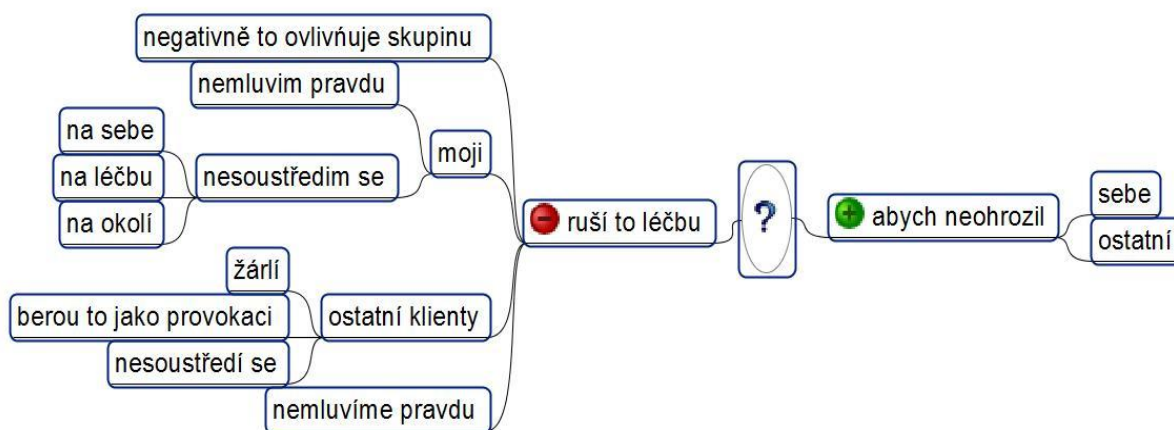 negativně to ovlivňuje skupinu
nemluvim pravdu
na sebe
na léčbu
na okolí
nesoustředim se
moji
žárlí
berou to jako provokaci
nesoustředí se
ostatní klienty
nemluvíme pravdu
ruší to léčbu
?
abych neohrozil
sebe
ostatní